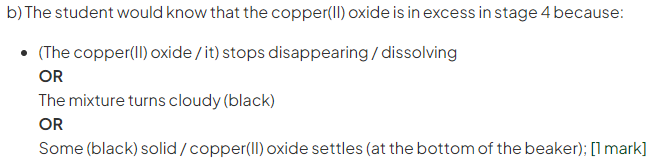 b) The student would know that the copper(II) oxide is in excess in stage 4 because:
• (The copper(II) oxide / it) stops disappearing / dissolving
OR
The mixture turns cloudy (black)
OR
Some (black) solid / copper(II) oxide settles (at the bottom of the beaker); [1 mark]